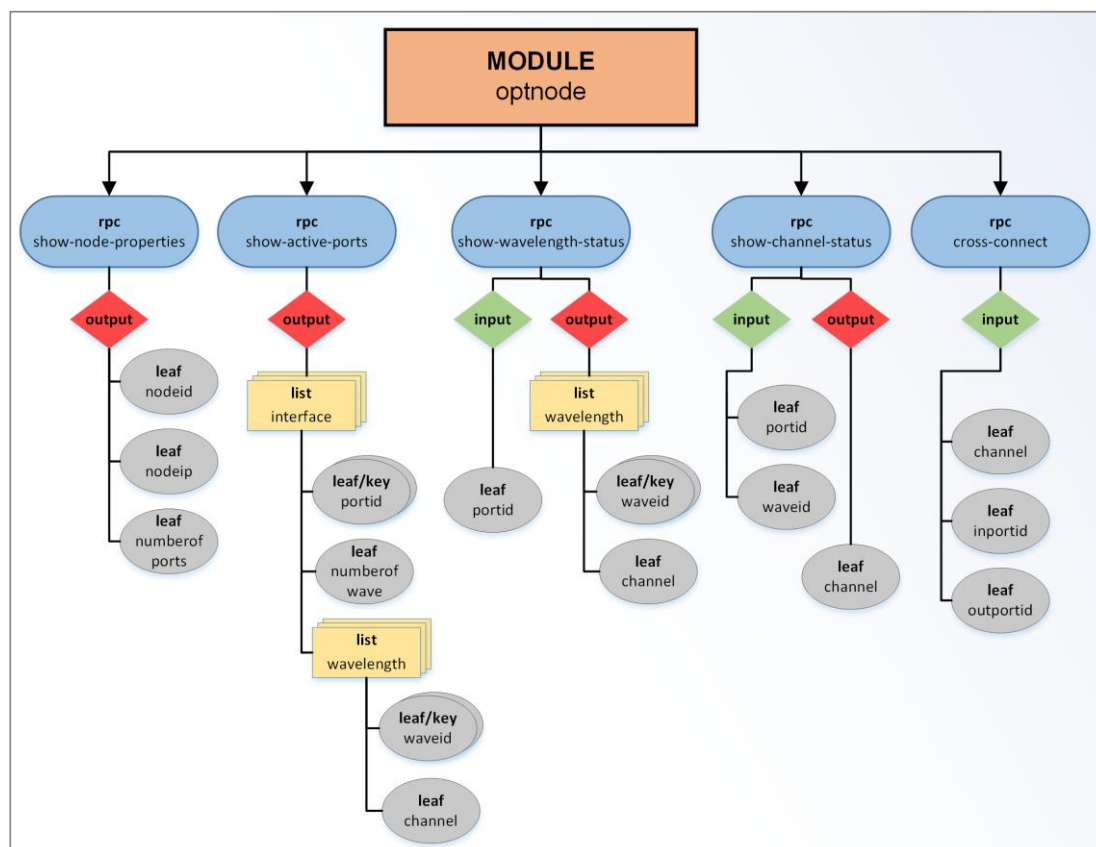 MODULE
optnode
rpc
show-node-properties
rpc
show-active-ports
rpc
show-wavelength-status
rpc
show-channel-status
rpc
cross-connect
output
output
input
output
input
output
input
leaf
nodeid
leaf
nodeip
leaf
numberof
ports
list
interface
leaf/key
portid
leaf
numberof
wave
list
wavelength
leaf/key
waveid
leaf
channel
leaf
portid
list
wavelength
leaf/key
waveid
leaf
channel
leaf
portid
leaf
waveid
leaf
channel
leaf
channel
leaf
inportid
leaf
outportid